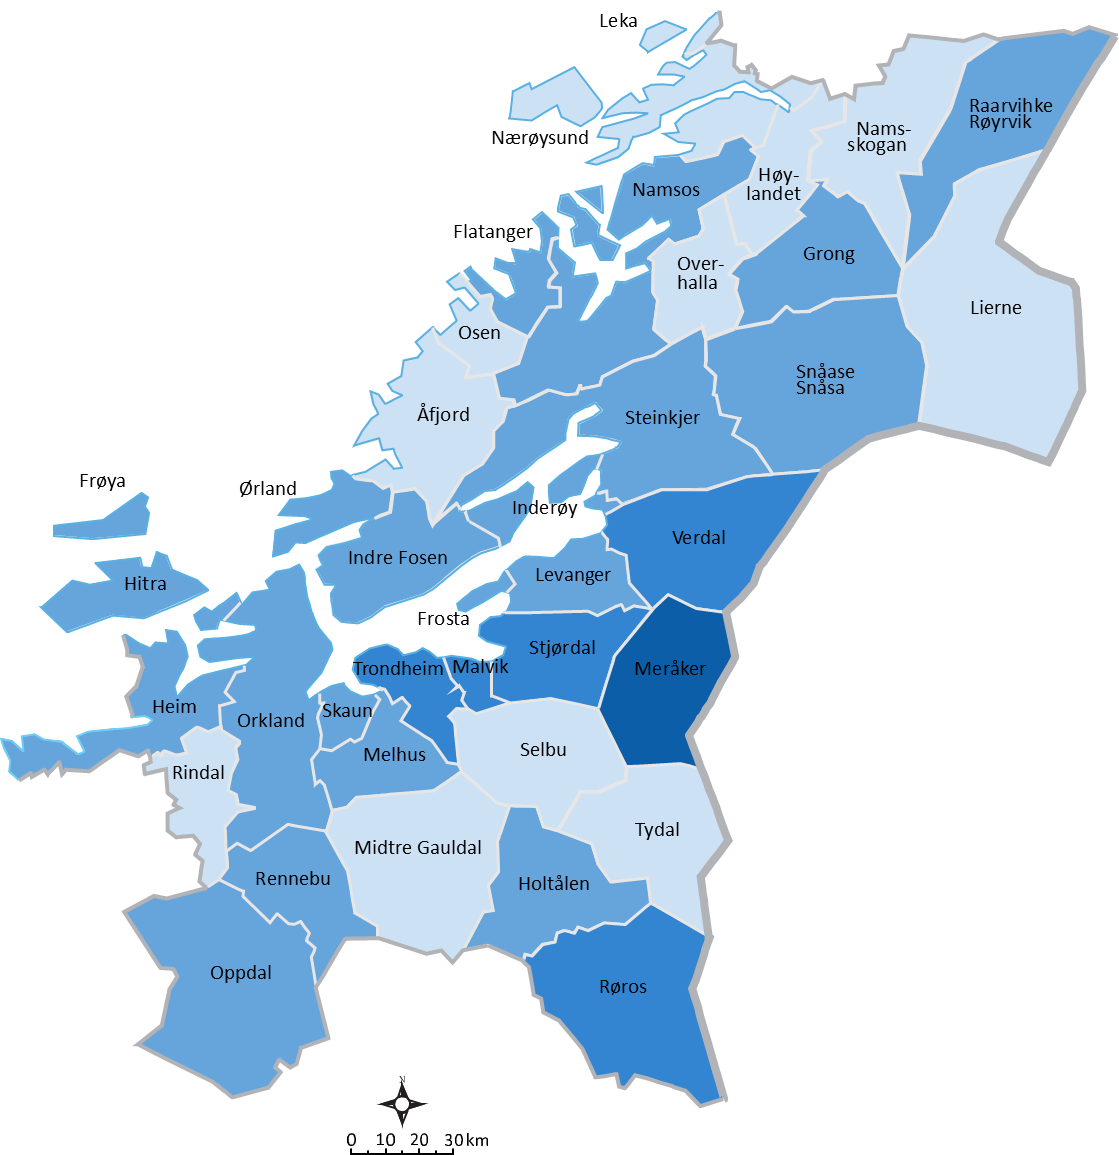 Leka
Nærøysund
Raarvihke
Røyrvik
Nams-
skogan
Høy-
landet
Namsos
Flatanger
Grong
Over-
halla
Lierne
Osen
Snåase
Snåsa
Åfjord
Steinkjer
Frøya
Ørland
Inderøy
Verdal
Indre Fosen
Hitra
Levanger
Frosta
Stjørdal
Trondheim
Malvik
Meråker
Heim
Orkland
Skaun
Selbu
Melhus
Rindal
Tydal
Midtre Gauldal
Rennebu
Holtålen
Oppdal
Røros
N
0 10 20 30 km